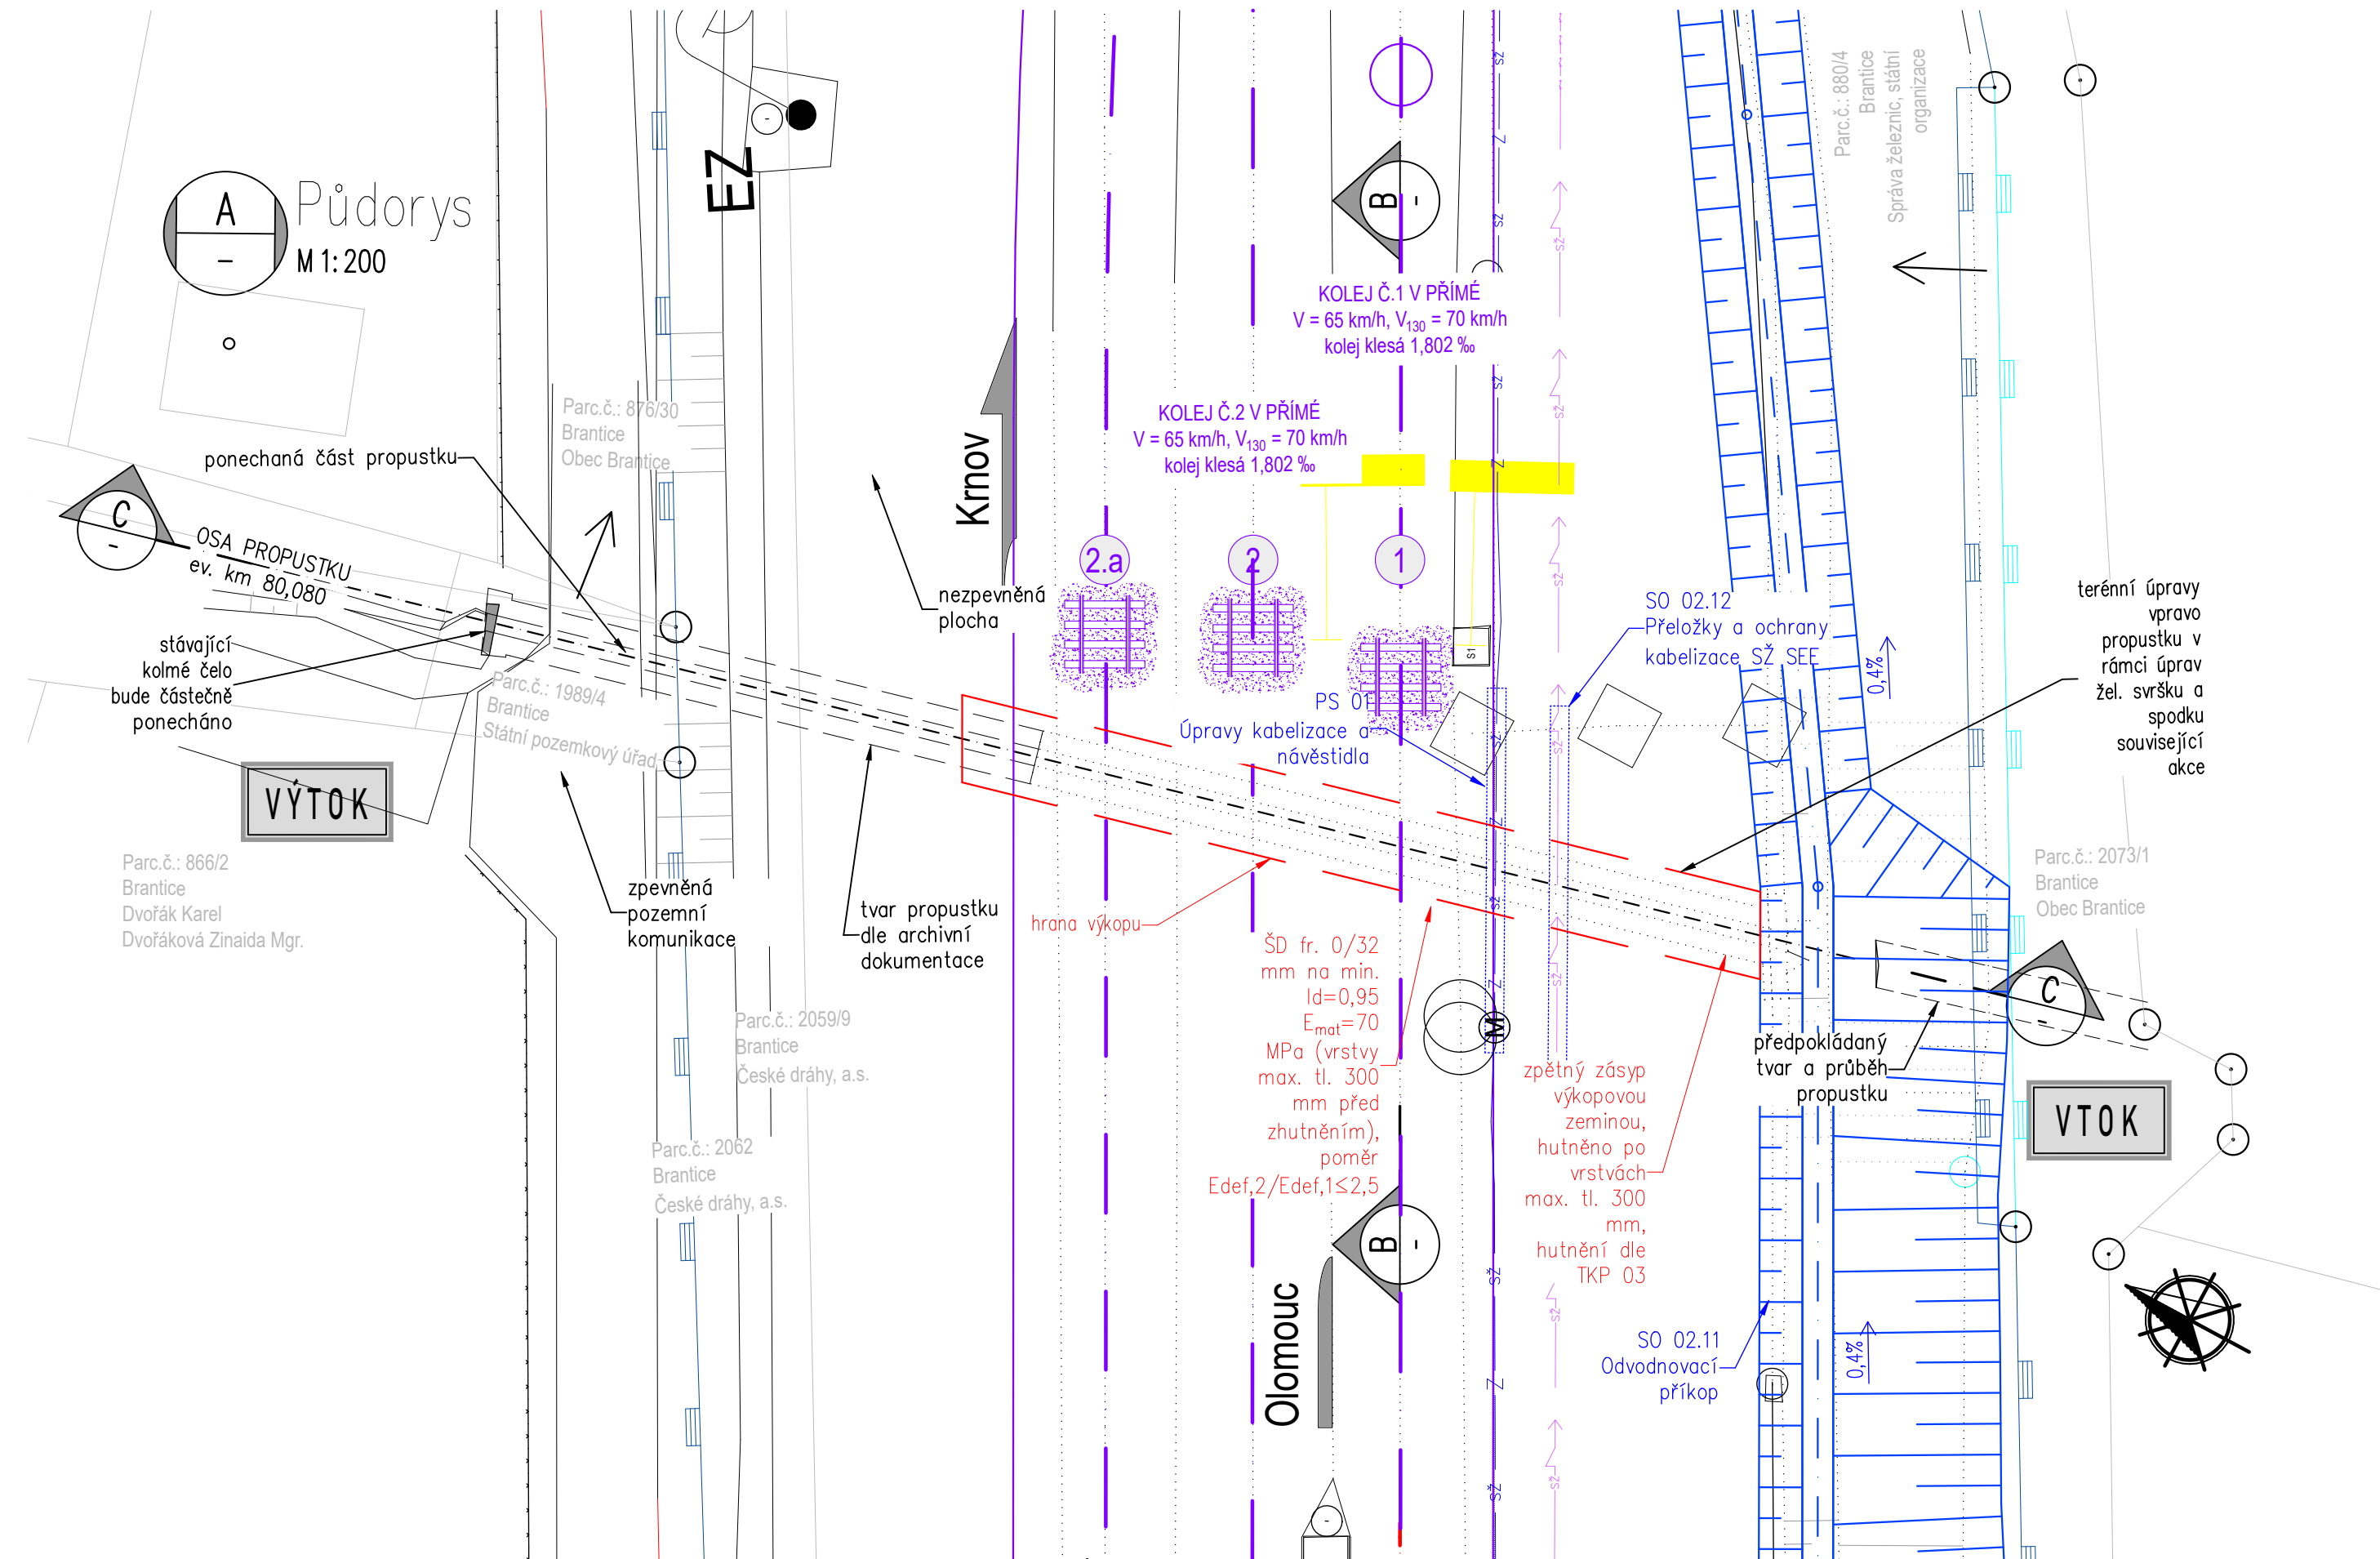 A
-
Půdorys
M 1:200
EZ
B
-
KOLEJ Č.1 V PŘÍMÉ
V = 65 km/h, V130 = 70 km/h
kolej klesá 1,802 ‰
KOLEJ Č.2 V PŘÍMÉ
V = 65 km/h, V130 = 70 km/h
kolej klesá 1,802 ‰
Parc.č.: 880/4
Brantice
Správa železnic, státní
organizace
Parc.č.: 876/30
Brantice
Obec Brantice
ponechaná část propustku
C
-
OSA PROPUSTKU
ev. km 80,080
Krnov
2.a
2
1
nezpevněná
plocha
stávající
kolmé čelo
bude částečně
ponecháno
Parc.č.: 1989/4
Brantice
Státní pozemkový úřad
SO 02.12
Přeložky a ochrany
kabelizace SŽ SEE
0,4%
PS 01
Úpravy kabelizace a
návěstidla
terénní úpravy
vpravo
propustku v
rámci úprav
žel. svršku a
spodku
související
akce
VÝTOK
Parc.č.: 866/2
Brantice
Dvořák Karel
Dvořáková Zinaida Mgr.
zpevněná
pozemní
komunikace
tvar propustku
dle archivní
dokumentace
hrana výkopu
ŠD fr. 0/32
mm na min.
Id=0,95
Emat=70
MPa (vrstvy
max. tl. 300
mm před
zhutněním),
poměr
Edef,2/Edef,1≤2,5
Parc.č.: 2073/1
Brantice
Obec Brantice
C
-
M
předpokládaný
tvar a průběh
propustku
VTOK
zpětný zásyp
výkopovou
zeminou,
hutněno po
vrstvách
max. tl. 300
mm,
hutnění dle
TKP 03
Parc.č.: 2059/9
Brantice
České dráhy, a.s.
Parc.č.: 2062
Brantice
České dráhy, a.s.
B
-
Olomouc
SO 02.11
Odvodnovací
příkop
0,4%